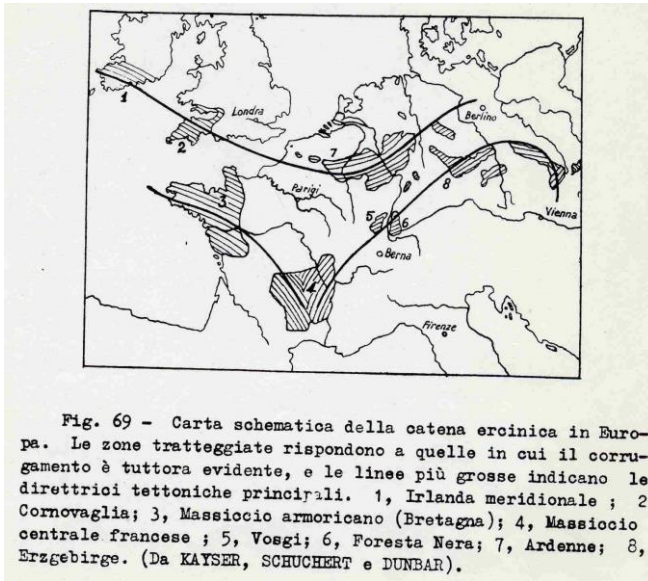 1
Londra
2
Berlino
7
Parigi
3
8
Vienna
5
6
Berna
4
Firenze
Fig. 69 - Carta schematica della catena ercinica in Euro-
pa. Le zone tratteggiate rispondono a quelle in cui il corru-
gamento è tuttora evidente, e le linee più grosse indicano le
direttrici tettoniche principali. 1, Irlanda meridionale ; 2
Cornovaglia; 3, Massiccio armoricano (Bretagna); 4, Massiccio
centrale francese ; 5, Vosgi; 6, Foresta Nera; 7, Ardenne; 8,
Erzgebirge. (Da KAYSER, SCHUCHERT e DUNBAR).